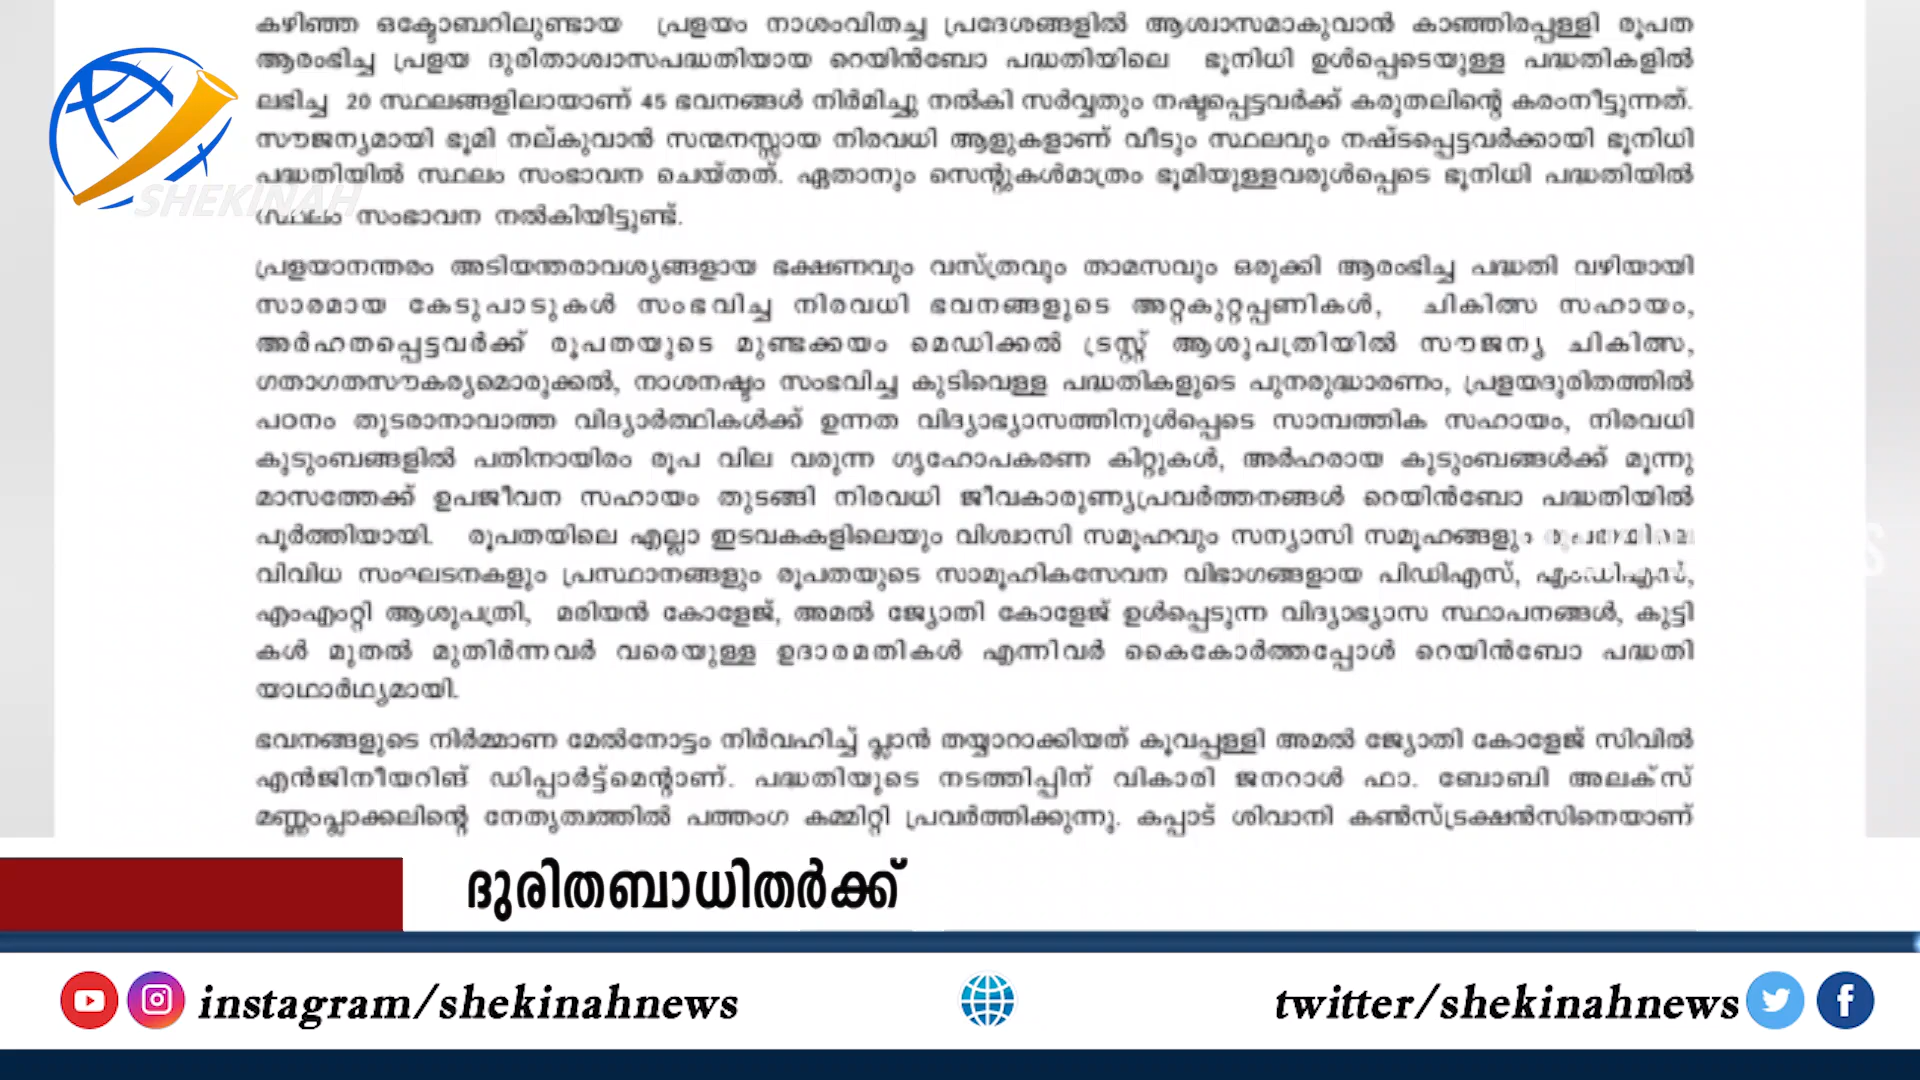 കഴിഞ്ഞ ഒക്ടോബറിലുണ്ടായ പ്രളയം നാശംവിതച്ച പ്രദേശങ്ങളിൽ ആശ്വാസമാകുവാൻ കാഞ്ഞിരപ്പള്ളി രൂപത
ആരംഭിച്ച പ്രളയ ദുരിതാശ്വാസപദ്ധതിയായ റെയിൻബോ പദ്ധതിയിലെ ഭൂനിധി ഉൾപ്പെടെയുള്ള പദ്ധതികളിൽ
ലഭിച്ച 20 സ്ഥലങ്ങളിലായാണ് 45 ഭവനങ്ങൾ നിർമിച്ചു നൽകി സർവ്വതും നഷ്ടപ്പെട്ടവർക്ക് കരുതലിന്റെ കരംനീട്ടുന്നത്.
സൗജന്യമായി ഭൂമി നല്കുവാൻ സന്മനസ്സായ നിരവധി ആളുകളാണ് വീടും സ്ഥലവും നഷ്ടപ്പെട്ടവർക്കായി ഭൂനിധി
പദ്ധതിയിൽ സ്ഥലം സംഭാവന ചെയ്തത്. ഏതാനും സെന്റുകൾമാത്രം ഭൂമിയുള്ളവരുൾപ്പെടെ ഭൂനിധി പദ്ധതിയിൽ
SHEKINAH
സ്ഥലം സംഭാവന നൽകിയിട്ടുണ്ട്.
പ്രളയാനന്തരം അടിയന്തരാവശ്യങ്ങളായ ഭക്ഷണവും വസ്ത്രവും താമസവും ഒരുക്കി ആരംഭിച്ച പദ്ധതി വഴിയായി
സാരമായ കേടുപാടുകൾ സംഭവിച്ച നിരവധി ഭവനങ്ങളുടെ അറ്റകുറ്റപ്പണികൾ, ചികിത്സ സഹായം,
അർഹതപ്പെട്ടവർക്ക് രൂപതയുടെ മുണ്ടക്കയം മെഡിക്കൽ ട്രസ്റ്റ് ആശുപത്രിയിൽ സൗജന്യ ചികിത്സ,
ഗതാഗതസൗകര്യമൊരുക്കൽ, നാശനഷ്ടം സംഭവിച്ച കുടിവെള്ള പദ്ധതികളുടെ പുനരുദ്ധാരണം, പ്രളയദുരിതത്തിൽ
പഠനം തുടരാനാവാത്ത വിദ്യാർത്ഥികൾക്ക് ഉന്നത വിദ്യാഭ്യാസത്തിനുൾപ്പെടെ സാമ്പത്തിക സഹായം, നിരവധി
കുടുംബങ്ങളിൽ പതിനായിരം രൂപ വില വരുന്ന ഗൃഹോപകരണ കിറ്റുകൾ, അർഹരായ കുടുംബങ്ങൾക്ക് മൂന്നു
മാസത്തേക്ക് ഉപജീവന സഹായം തുടങ്ങി നിരവധി ജീവകാരുണ്യപ്രവർത്തനങ്ങൾ റെയിൻബോ പദ്ധതിയിൽ
പൂർത്തിയായി. രൂപതയിലെ എല്ലാ ഇടവകകളിലെയും വിശ്വാസി സമൂഹവും സന്യാസി സമൂഹങ്ങളും രൂപതയിലെ
വിവിധ സംഘടനകളും പ്രസ്ഥാനങ്ങളും രൂപതയുടെ സാമൂഹികസേവന വിഭാഗങ്ങളായ പിഡിഎസ്, എംഡിഎസ്,
എംഎംറ്റി ആശുപത്രി, മരിയൻ കോളേജ്, അമൽ ജ്യോതി കോളേജ് ഉൾപ്പെടുന്ന വിദ്യാഭ്യാസ സ്ഥാപനങ്ങൾ, കുട്ടി
കൾ മുതൽ മുതിർന്നവർ വരെയുള്ള ഉദാരമതികൾ എന്നിവർ കൈകോർത്തപ്പോൾ റെയിൻബോ പദ്ധതി
യാഥാർഥ്യമായി.
ഭവനങ്ങളുടെ നിർമ്മാണ മേൽനോട്ടം നിർവഹിച്ച് പ്ലാൻ തയ്യാറാക്കിയത് കൂവപ്പള്ളി അമൽ ജ്യോതി കോളേജ് സിവിൽ
എൻജിനീയറിങ് ഡിപ്പാർട്ട്മെന്റാണ്. പദ്ധതിയുടെ നടത്തിപ്പിന് വികാരി ജനറാൾ ഫാ. ബോബി അലക്സ്
മണ്ണംപ്ലാക്കലിന്റെ നേതൃത്വത്തിൽ പത്തംഗ കമ്മിറ്റി പ്രവർത്തിക്കുന്നു. കപ്പാട് ശിവാനി കൺസ്ട്രക്ഷൻസിനെയാണ്
ദുരിതബാധിതർക്ക്
instagram/shekinahnews
twitter/shekinahnews